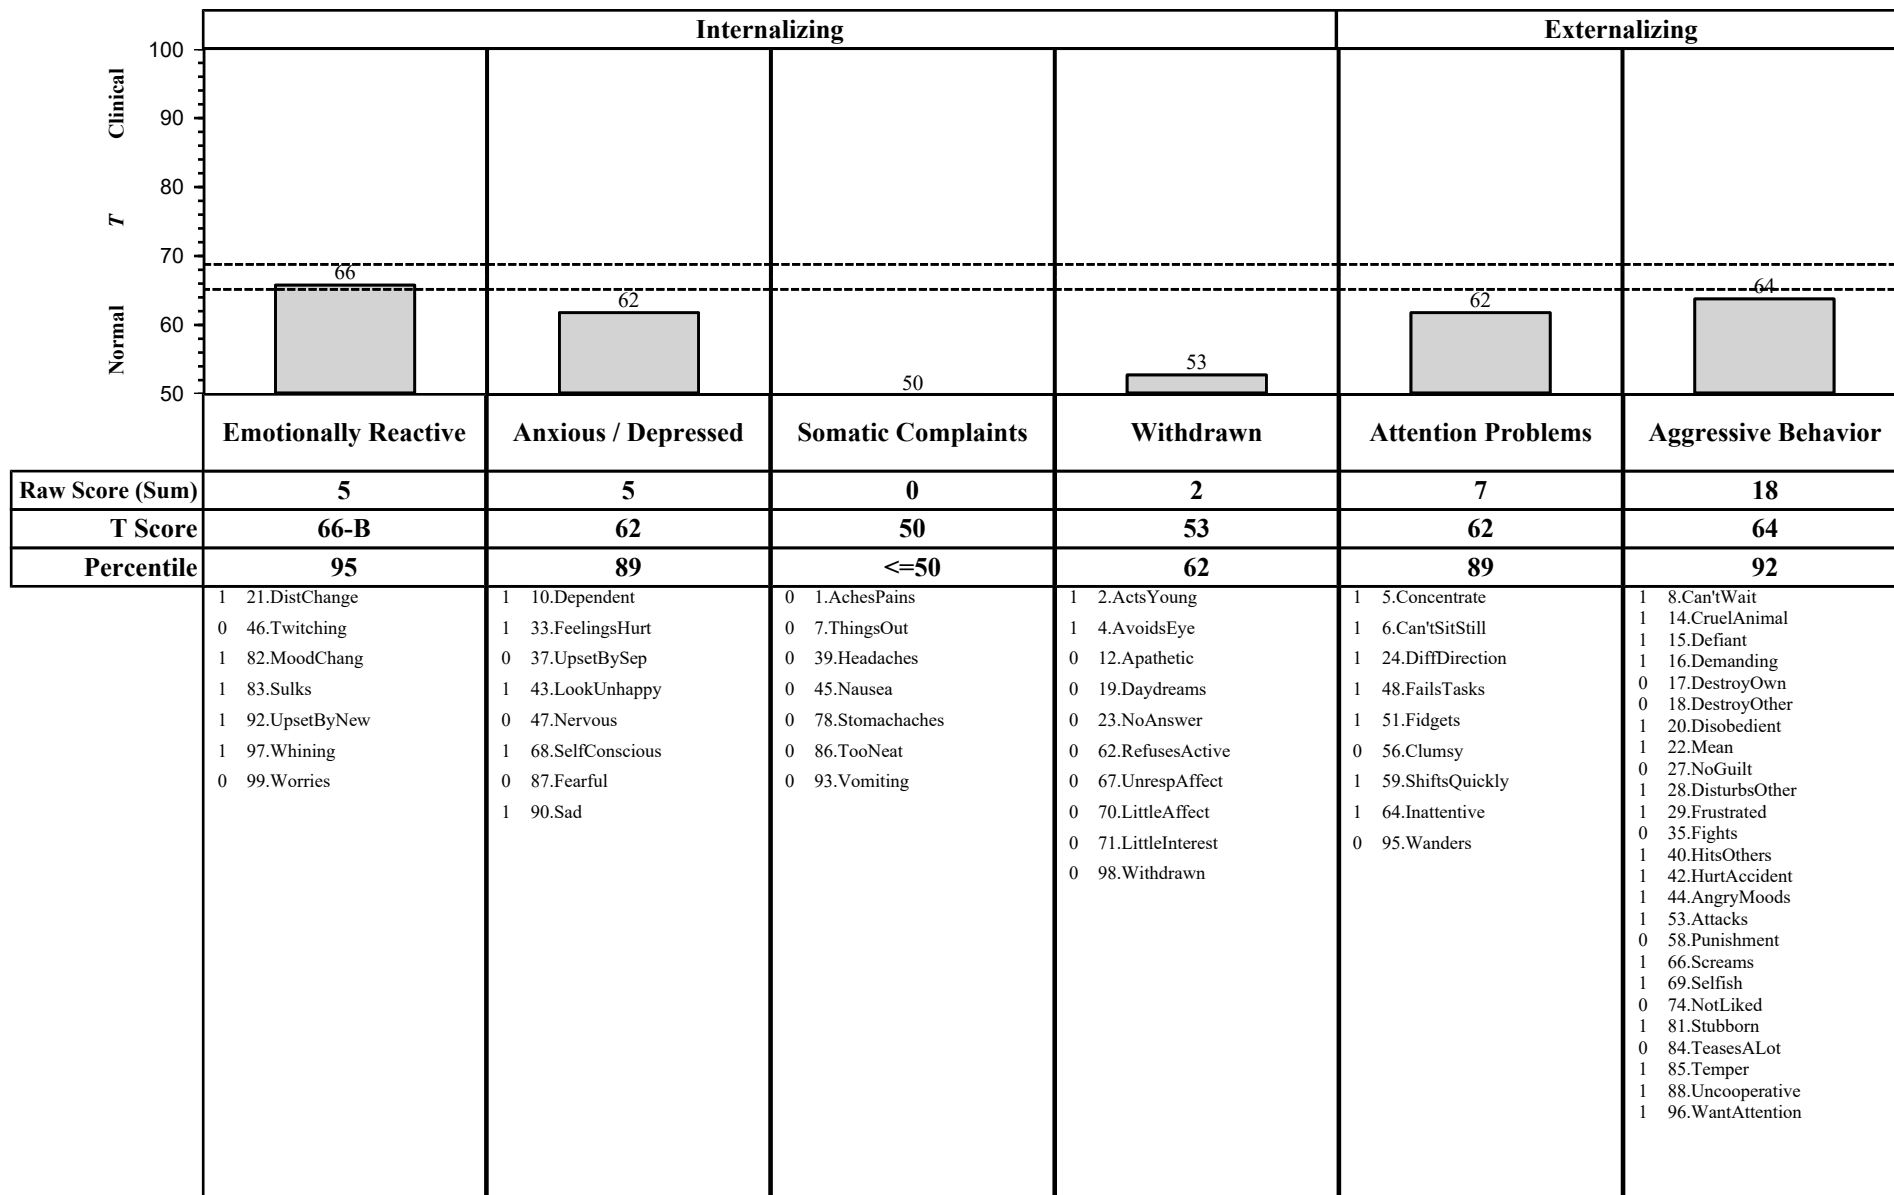 Internalizing Externalizing
100
90
80
70
60
50
Clinical
T
Normal
66 62 50 53 62 64
Emotionally Reactive Anxious / Depressed Somatic Complaints Withdrawn Attention Problems Aggressive Behavior
Raw Score (Sum) 5 5 0 2 7 18
T Score 66-B 62 50 53 62 64
Percentile 95 89 <=50 62 89 92
1 21.DistChange
0 46.Twitching
1 82.MoodChang
1 83.Sulks
1 92.UpsetByNew
1 97.Whining
0 99.Worries
1 10.Dependent
1 33.FeelingsHurt
0 37.UpsetBySep
1 43.LookUnhappy
0 47.Nervous
1 68.SelfConscious
0 87.Fearful
1 90.Sad
0 1.AchesPains
0 7.ThingsOut
0 39.Headaches
0 45.Nausea
0 78.Stomachaches
0 86.TooNeat
0 93.Vomiting
1 2.ActsYoung
1 4.AvoidsEye
0 12.Apathetic
0 19.Daydreams
0 23.NoAnswer
0 62.RefusesActive
0 67.UnrespAffect
0 70.LittleAffect
0 71.LittleInterest
0 98.Withdrawn
1 5.Concentrate
1 6.Can'tSitStill
1 24.DiffDirection
1 48.FailsTasks
1 51.Fidgets
0 56.Clumsy
1 59.ShiftsQuickly
1 64.Inattentive
0 95.Wanders
1 8.Can'tWait
1 14.CruelAnimal
1 15.Defiant
1 16.Demanding
0 17.DestroyOwn
0 18.DestroyOther
1 20.Disobedient
1 22.Mean
0 27.NoGuilt
1 28.DisturbsOther
1 29.Frustrated
0 35.Fights
1 40.HitsOthers
1 42.HurtAccident
1 44.AngryMoods
1 53.Attacks
0 58.Punishment
1 66.Screams
1 69.Selfish
0 74.NotLiked
1 81.Stubborn
0 84.TeasesALot
1 85.Temper
1 88.Uncooperative
1 96.WantAttention